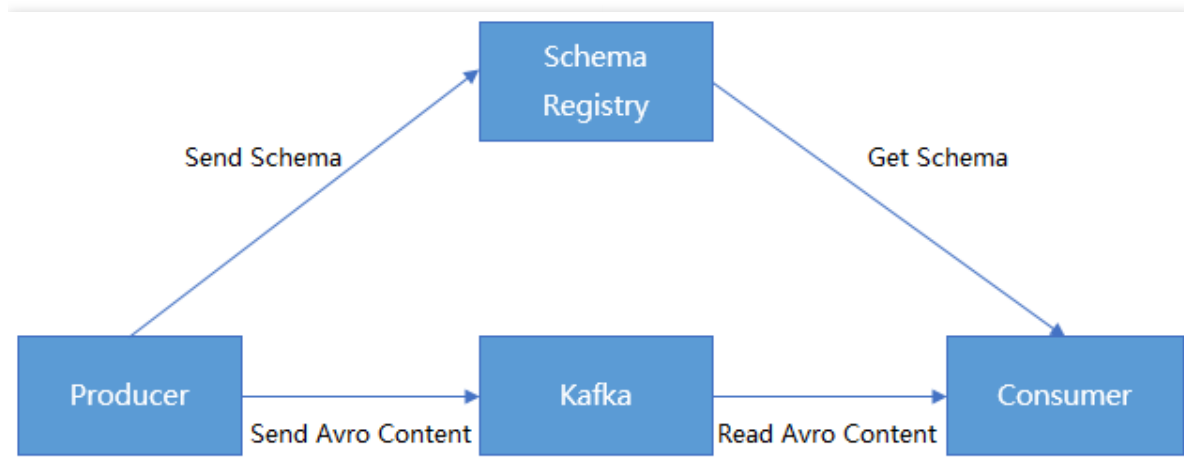 Schema
Registry
Send Schema
Get Schema
Producer
Kafka
Consumer
Send Avro Content
Read Avro Content